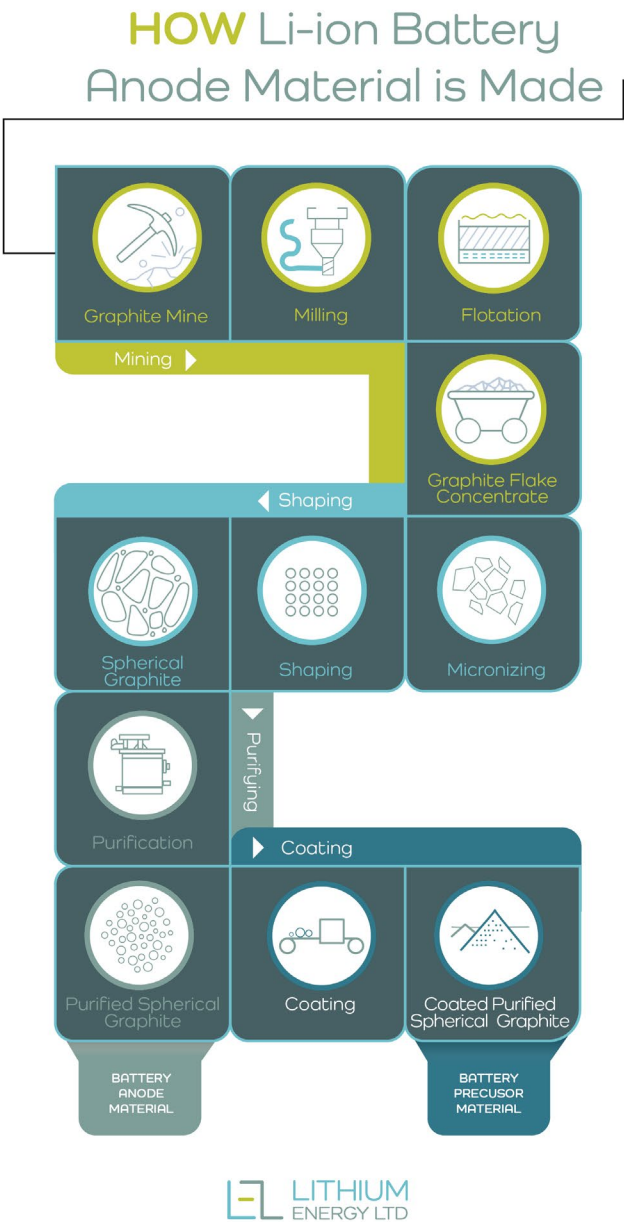 HOW Li-ion Battery
Anode Material is Made
Graphite Mine
Milling
Flotation
Mining
Graphite Flake
Concentrate
Shaping
Spherical
Graphite
Shaping
Micronizing
Purifying
Purification
Coating
Purified Spherical
Graphite
Coating
Coated Purified
Spherical Graphite
BATTERY
ANODE
MATERIAL
BATTERY
PRECUSOR
MATERIAL
LITHIUM
ENERGY LTD